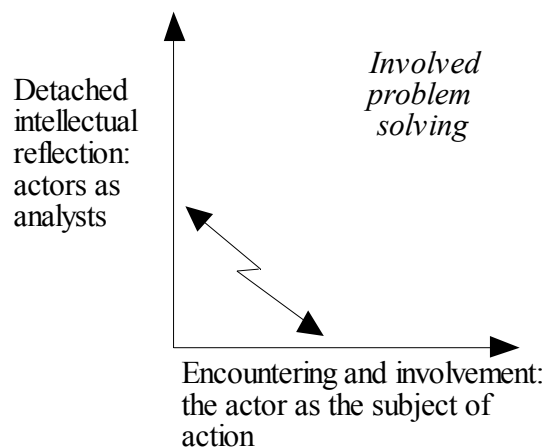 Detached
intellectual
reflection:
actors as
analysts
Involved
problem
solving
Encountering and involvement:
the actor as the subject of
action